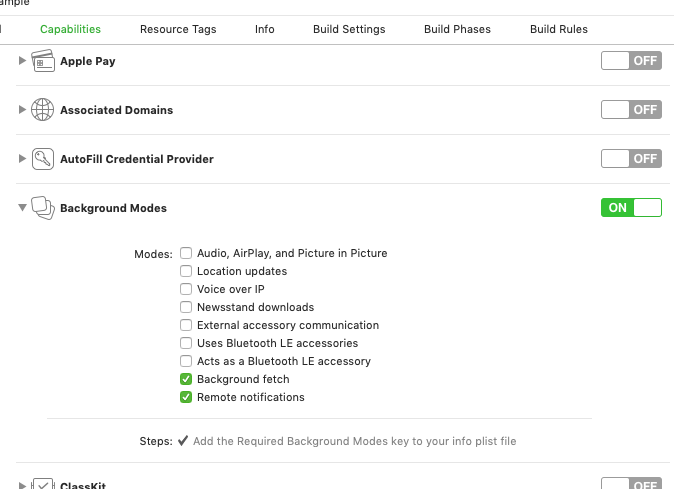 Capabilities Resource Tags Info Build Settings Build Phases Build Rules
Apple Pay OFF
Associated Domains OFF
AutoFill Credential Provider OFF
Background Modes ON
Modes: Audio, AirPlay, and Picture in Picture
Location updates
Voice over IP
Newsstand downloads
External accessory communication
Uses Bluetooth LE accessories
Acts as a Bluetooth LE accessory
Background fetch
Remote notifications
Steps: ✔ Add the Required Background Modes key to your info plist file
ClassKit OFF